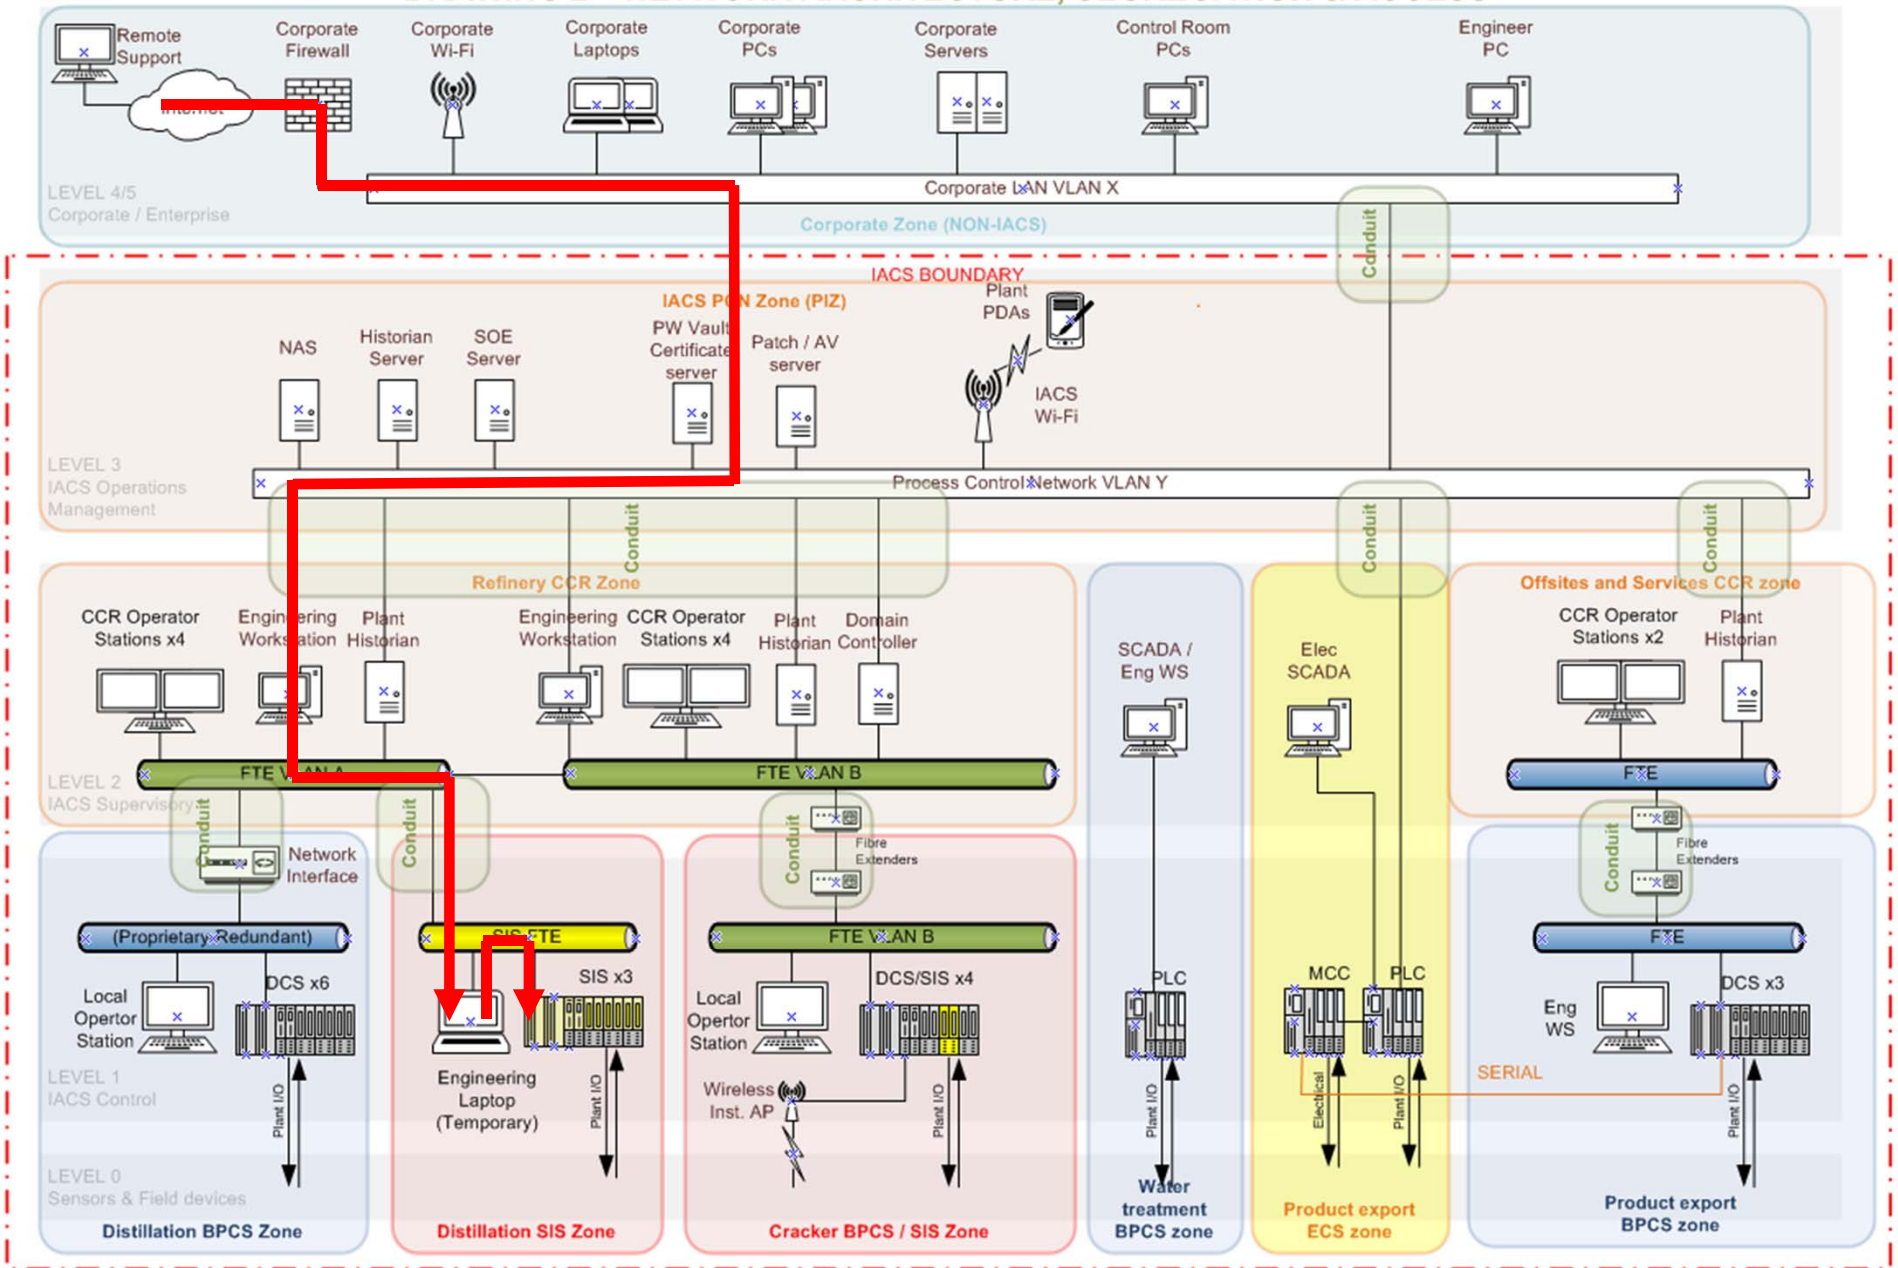 Remote
Support
Internet
Corporate
Firewall
Corporate
Wi-Fi
Corporate
Laptops
Corporate
PCs
Corporate
Servers
Control Room
PCs
Engineer
PC
LEVEL 4/5
Corporate / Enterprise
Corporate LAN VLAN X
Corporate Zone (NON-IACS)
Conduit
IACS BOUNDARY
IACS PCN Zone (PIZ)
NAS
Historian
Server
SOE
Server
PW Vault
Certificate
server
Patch / AV
server
Plant
PDAs
IACS
Wi-Fi
LEVEL 3
IACS Operations
Management
Process Control Network VLAN Y
Conduit
Conduit
Conduit
Refinery CCR Zone
Offsites and Services CCR zone
CCR Operator
Stations x4
Engineering
Workstation
Plant
Historian
Engineering
Workstation
CCR Operator
Stations x4
Plant
Historian
Domain
Controller
SCADA /
Eng WS
Elec
SCADA
CCR Operator
Stations x2
Plant
Historian
FTE VLAN A
FTE VLAN B
FTE
LEVEL 2
IACS Supervisory
Conduit
Conduit
Conduit
Conduit
Network
Interface
Fibre
Extenders
Fibre
Extenders
(Proprietary Redundant)
SIS FTE
FTE VLAN B
FTE
DCS x6
Local
Opertor
Station
SIS x3
Engineering
Laptop
(Temporary)
DCS/SIS x4
Local
Opertor
Station
Wireless
Inst. AP
PLC
MCC
PLC
DCS x3
Eng
WS
SERIAL
LEVEL 1
IACS Control
Plant I/O
Plant I/O
Plant I/O
Plant I/O
Electrical
Plant I/O
Plant I/O
LEVEL 0
Sensors & Field devices
Distillation BPCS Zone
Distillation SIS Zone
Cracker BPCS / SIS Zone
Water
treatment
BPCS zone
Product export
ECS zone
Product export
BPCS zone